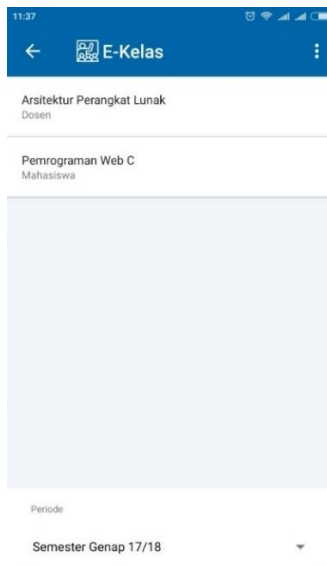 11:37
E-Kelas
Arsitektur Perangkat Lunak
Dosen
Pemrograman Web C
Mahasiswa
Periode
Semester Genap 17/18